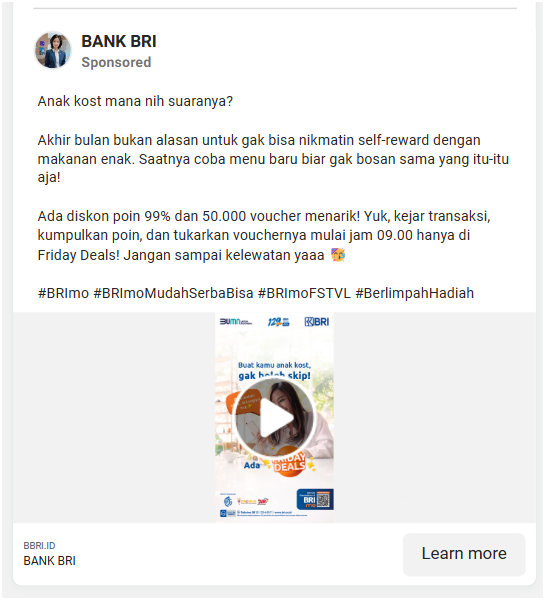 BANK BRI
Sponsored
Anak kost mana nih suaranya?
Akhir bulan bukan alasan untuk gak bisa nikmatin self-reward dengan
makanan enak. Saatnya coba menu baru biar gak bosan sama yang itu-itu
aja!
Ada diskon poin 99% dan 50.000 voucher menarik! Yuk, kejar transaksi,
kumpulkan poin, dan tukarkan vouchernya mulai jam 09.00 hanya di
Friday Deals! Jangan sampai kelewatan yaaa 🥳
#BRImo #BRImoMudahSerbaBisa #BRImoFSTVL #BerlimpahHadiah
BUMN 129 BRI
Buat kamu anak kost,
gak boleh skip!
Ada FRIDAY
DEALS
BRI
BBRI.ID
BANK BRI
Learn more